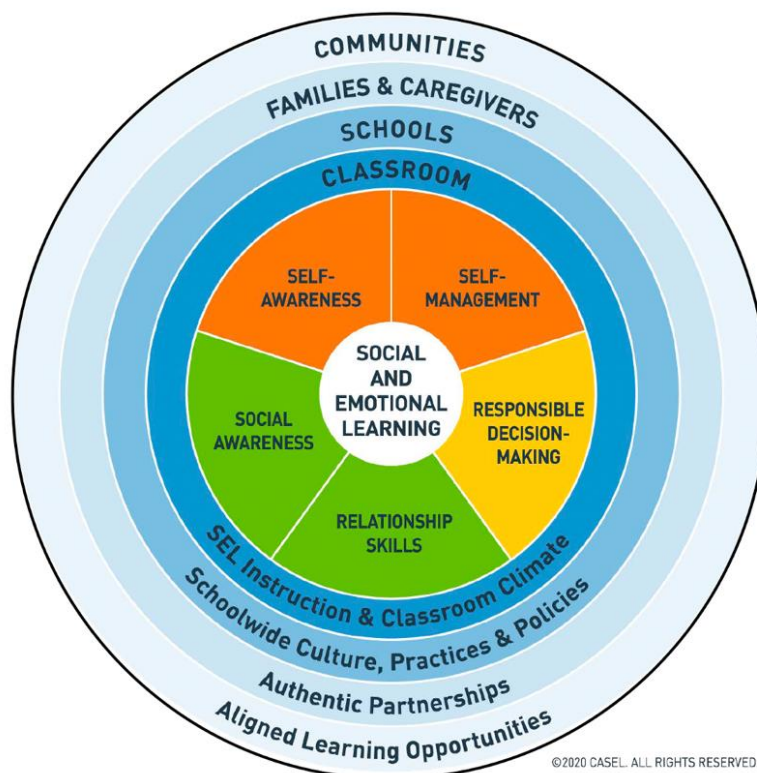 COMMUNITIES
FAMILIES & CAREGIVERS
SCHOOLS
CLASSROOM
SELF-
AWARENESS
SELF-
MANAGEMENT
SOCIAL
AND
EMOTIONAL
LEARNING
SOCIAL
AWARENESS
RESPONSIBLE
DECISION-
MAKING
RELATIONSHIP
SKILLS
SEL Instruction & Classroom Climate
Schoolwide Culture, Practices & Policies
Authentic Partnerships
Aligned Learning Opportunities
©2020 CASEL. ALL RIGHTS RESERVED